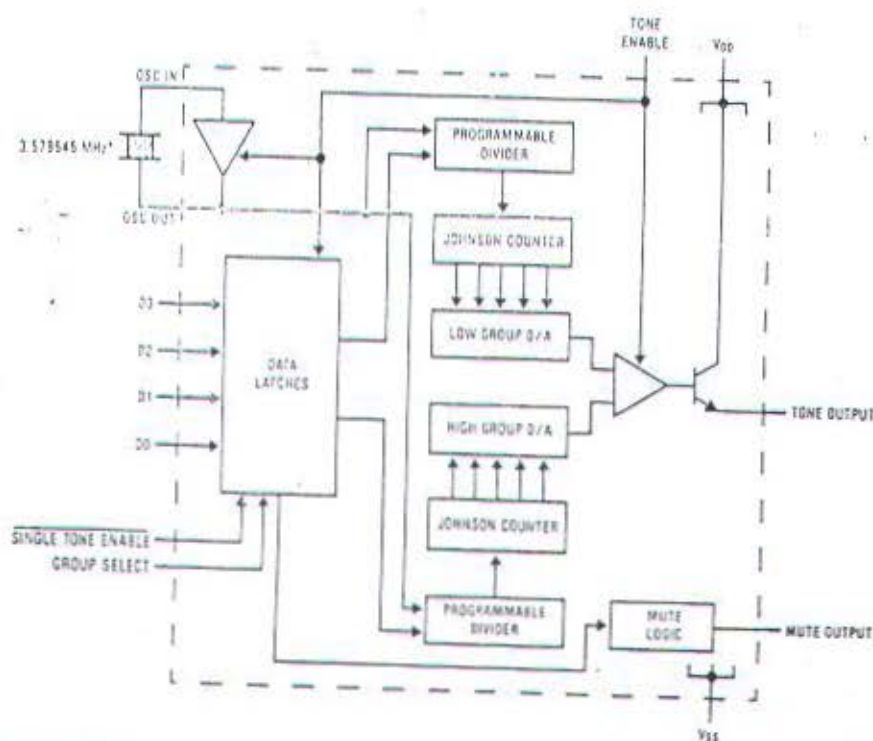 TONE
ENABLE
VDD
OSC IN
3.579545 MHz*
OSC OUT
PROGRAMMABLE
DIVIDER
JOHNSON COUNTER
LOW GROUP D/A
D3
D2
D1
D0
DATA
LATCHES
HIGH GROUP D/A
TONE OUTPUT
JOHNSON COUNTER
SINGLE TONE ENABLE
GROUP SELECT
PROGRAMMABLE
DIVIDER
MUTE
LOGIC
MUTE OUTPUT
VSS